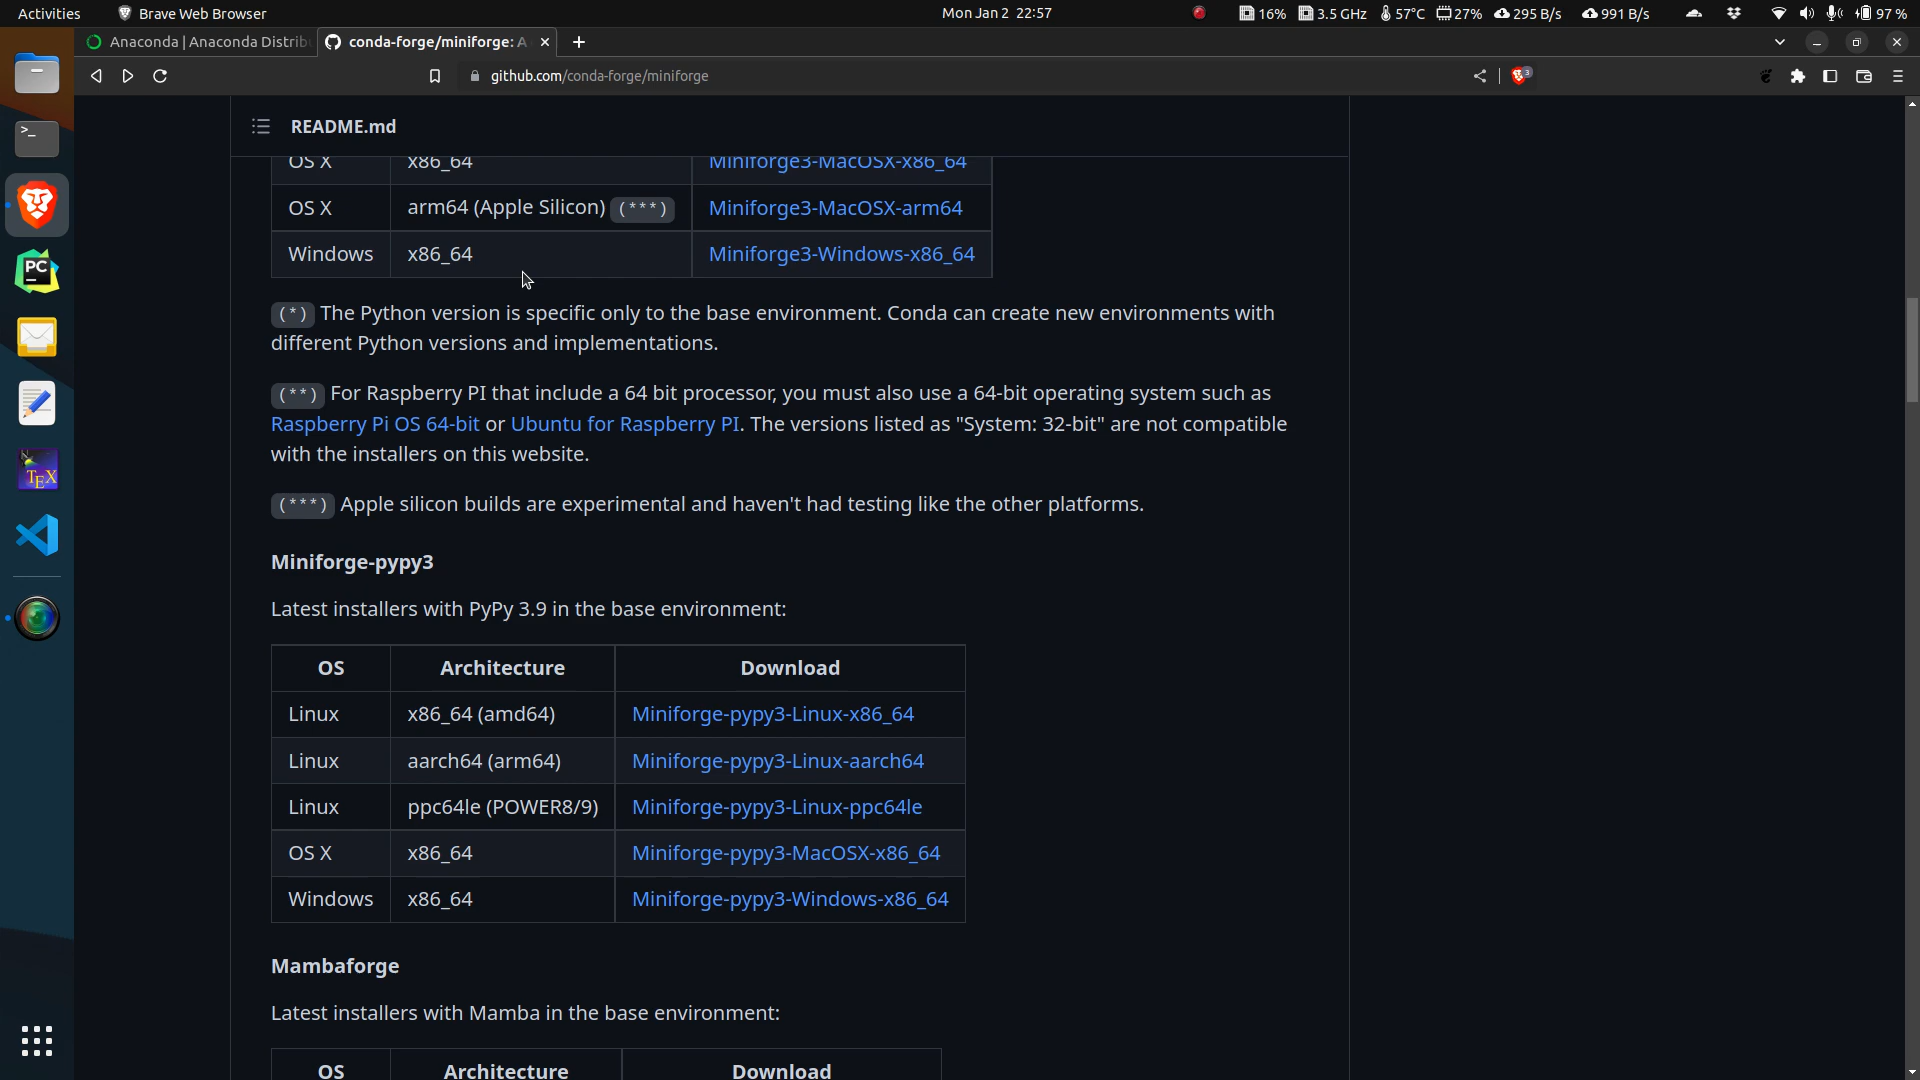 Activities
Brave Web Browser
Mon Jan 2 22:57
16%
3.5 GHz
57°C
27%
295 B/s
991 B/s
97 %
Anaconda | Anaconda Distrib
conda-forge/miniforge: A
github.com/conda-forge/miniforge
3
README.md
OS X x86_64 Miniforge3-MacOSX-x86_64
OS X arm64 (Apple Silicon) (***) Miniforge3-MacOSX-arm64
Windows x86_64 Miniforge3-Windows-x86_64
(*) The Python version is specific only to the base environment. Conda can create new environments with
different Python versions and implementations.
(**) For Raspberry PI that include a 64 bit processor, you must also use a 64-bit operating system such as
Raspberry Pi OS 64-bit or Ubuntu for Raspberry PI. The versions listed as "System: 32-bit" are not compatible
with the installers on this website.
(***) Apple silicon builds are experimental and haven't had testing like the other platforms.
Miniforge-pypy3
Latest installers with PyPy 3.9 in the base environment:
OS Architecture Download
Linux x86_64 (amd64) Miniforge-pypy3-Linux-x86_64
Linux aarch64 (arm64) Miniforge-pypy3-Linux-aarch64
Linux ppc64le (POWER8/9) Miniforge-pypy3-Linux-ppc64le
OS X x86_64 Miniforge-pypy3-MacOSX-x86_64
Windows x86_64 Miniforge-pypy3-Windows-x86_64
Mambaforge
Latest installers with Mamba in the base environment:
OS Architecture Download
>_
PC
TEX